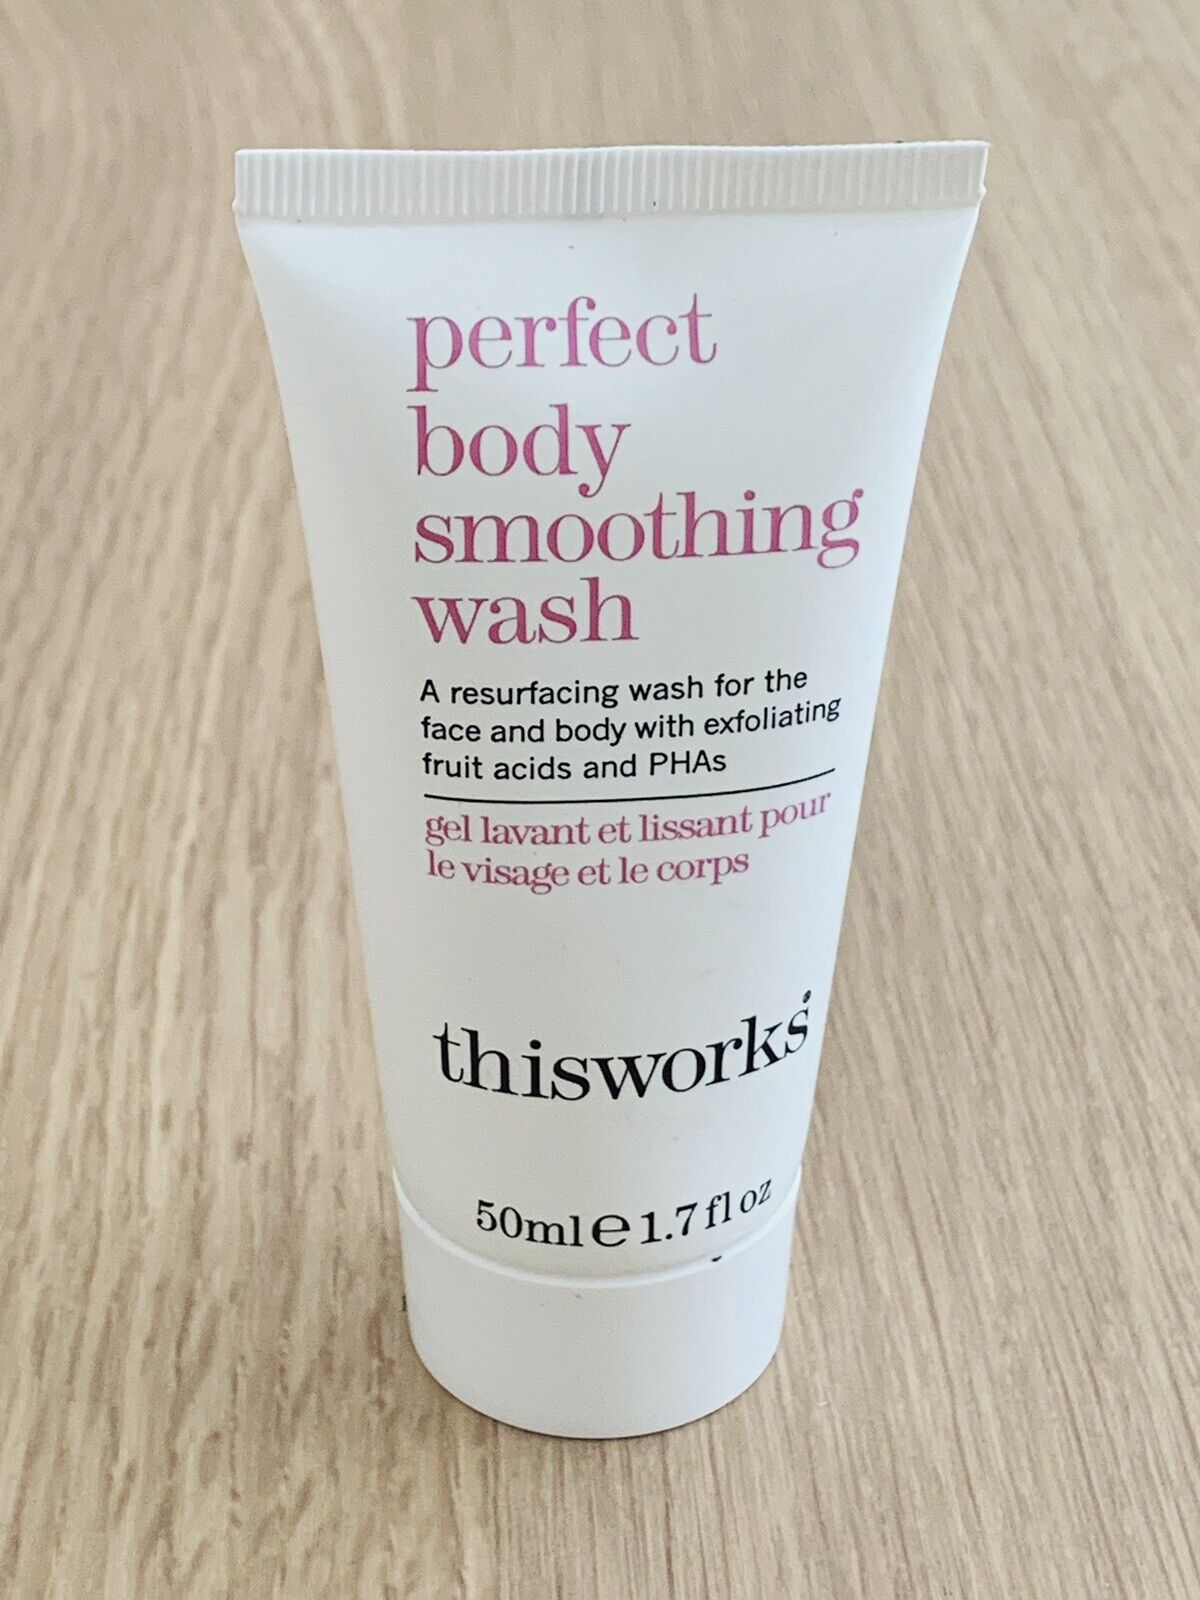 perfect
body
smoothing
wash
A resurfacing wash for the
face and body with exfoliating
fruit acids and PHAs
gel lavant et lissant pour
le visage et le corps
thisworks
50ml e 1.7 fl oz